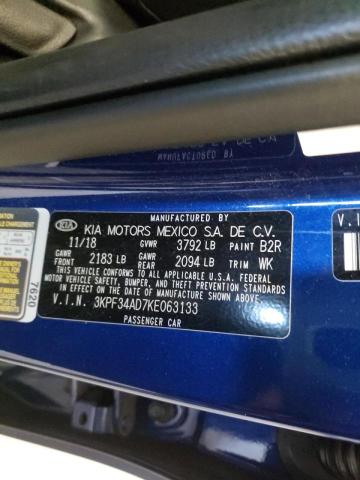 MANUFACTURED BY
KIA KIA MOTORS MEXICO S.A. DE C.V.
11/18 GVWR 3792 LB PAINT B2R
GAWR FRONT 2183 LB GAWR REAR 2094 LB TRIM WK
THIS VEHICLE CONFORMS TO ALL APPLICABLE U.S.A. FEDERAL
MOTOR VEHICLE SAFETY, BUMPER, AND THEFT PREVENTION STANDARDS
IN EFFECT ON THE DATE OF MANUFACTURE SHOWN ABOVE.
V.I.N. 3KPF34AD7KE063133
PASSENGER CAR
7620
V.I